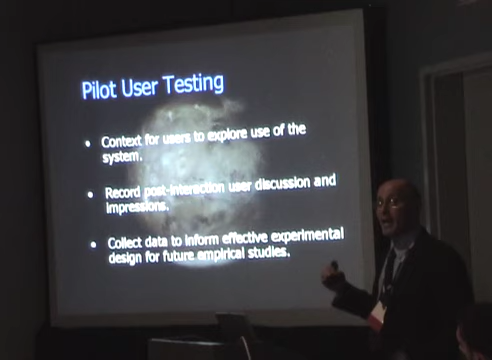 Pilot User Testing
• Context for users to explore use of the
system.
• Record post-interaction user discussion and
impressions.
• Collect data to inform effective experimental
design for future empirical studies.